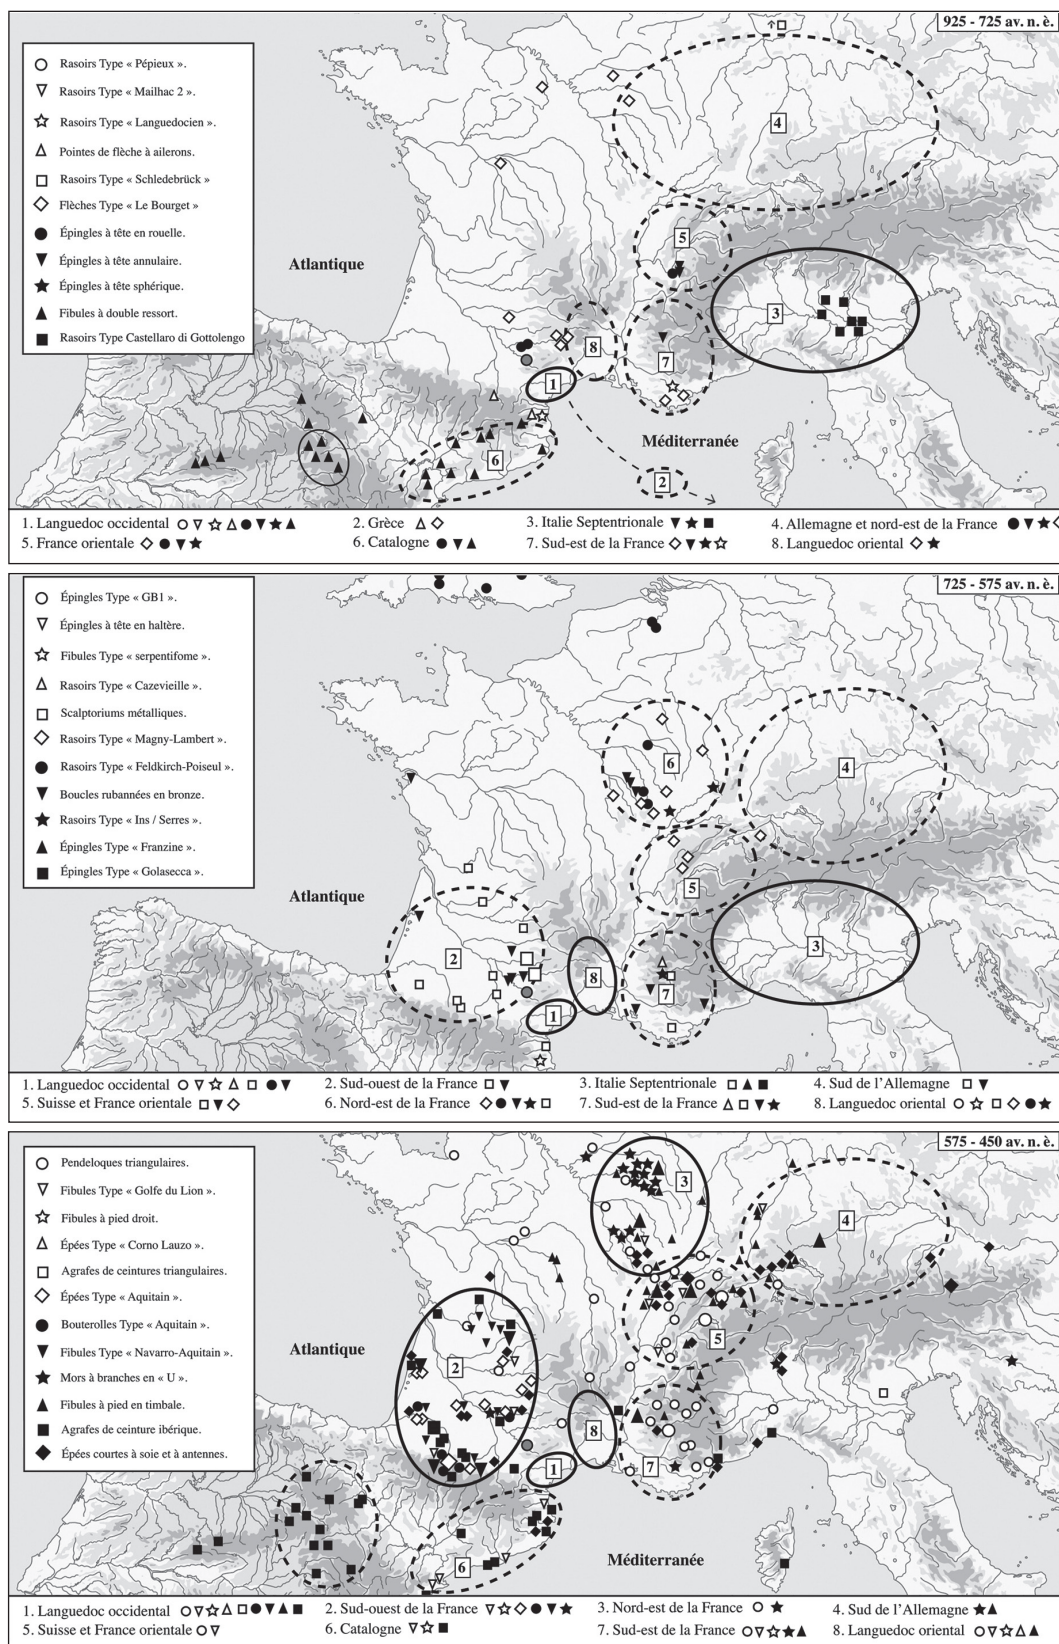 925 - 725 av. n. è.
Rasoirs Type « Pépieux ».
Rasoirs Type « Mailhac 2 ».
Rasoirs Type « Languedocien ».
Pointes de flèche à ailerons.
Rasoirs Type « Schledebrück »
Flèches Type « Le Bourget »
Épingles à tête en rouelle.
Épingles à tête annulaire.
Épingles à tête sphérique.
Fibules à double ressort.
Rasoirs Type Castellaro di Gottolengo
4
5
Atlantique
3
8
7
1
Méditerranée
6
2
1. Languedoc occidental 2. Grèce 3. Italie Septentrionale 4. Allemagne et nord-est de la France
5. France orientale 6. Catalogne 7. Sud-est de la France 8. Languedoc oriental
725 - 575 av. n. è.
Épingles Type « GB1 ».
Épingles à tête en haltère.
Fibules Type « serpentifome ».
Rasoirs Type « Cazevieille ».
Scalptoriums métalliques.
Rasoirs Type « Magny-Lambert ».
Rasoirs Type « Feldkirch-Poiseul ».
Boucles rubannées en bronze.
Rasoirs Type « Ins / Serres ».
Épingles Type « Franzine ».
Épingles Type « Golasecca ».
6
4
5
Atlantique
3
2
8
7
1
1. Languedoc occidental 2. Sud-ouest de la France 3. Italie Septentrionale 4. Sud de l’Allemagne
5. Suisse et France orientale 6. Nord-est de la France 7. Sud-est de la France 8. Languedoc oriental
575 - 450 av. n. è.
Pendeloques triangulaires.
Fibules Type « Golfe du Lion ».
Fibules à pied droit.
Épées Type « Corno Lauzo ».
Agrafes de ceintures triangulaires.
Épées Type « Aquitain ».
Bouterolles Type « Aquitain ».
Fibules Type « Navarro-Aquitain ».
Mors à branches en « U ».
Fibules à pied en timbale.
Agrafes de ceinture ibérique.
Épées courtes à soie et à antennes.
3
4
5
Atlantique
2
8
7
1
6
Méditerranée
1. Languedoc occidental 2. Sud-ouest de la France 3. Nord-est de la France 4. Sud de l’Allemagne
5. Suisse et France orientale 6. Catalogne 7. Sud-est de la France 8. Languedoc oriental